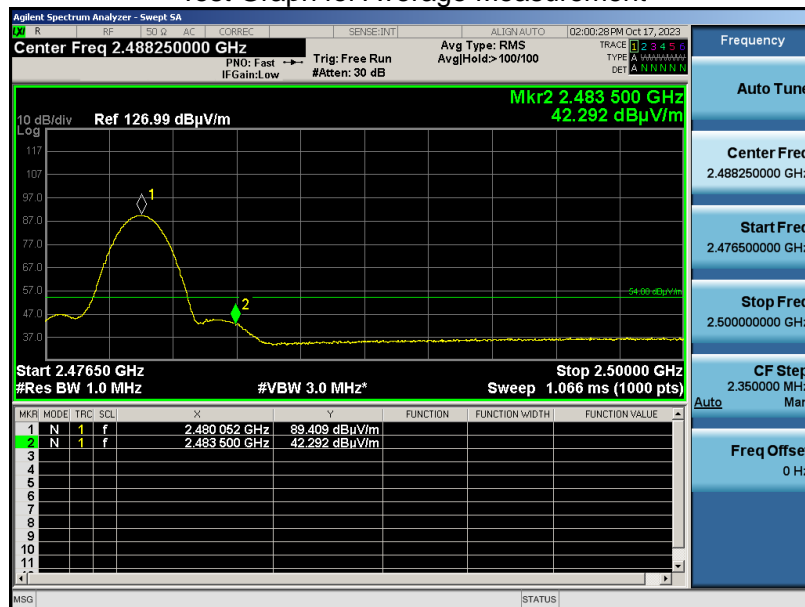 Test Graph for Average Measurement
Agilent Spectrum Analyzer - Swept SA
LXI R RF 50 Ω AC CORREC SENSE:INT ALIGN AUTO 02:00:28 PM Oct 17, 2023
Center Freq 2.488250000 GHz
PNO: Fast
IFGain:Low
Trig: Free Run
#Atten: 30 dB
Avg Type: RMS
Avg|Hold:>100/100
TRACE 1 2 3 4 5 6
TYPE A WWWWW
DET A N N N N N
Mkr2 2.483 500 GHz
42.292 dBµV/m
10 dB/div Ref 126.99 dBµV/m
Log
117
107
97.0
87.0
77.0
67.0
57.0
47.0
37.0
1
2
54.00 dBµV/m
Start 2.47650 GHz Stop 2.50000 GHz
#Res BW 1.0 MHz #VBW 3.0 MHz* Sweep 1.066 ms (1000 pts)
MKR MODE TRC SCL X Y FUNCTION FUNCTION WIDTH FUNCTION VALUE
1 N 1 f 2.480 052 GHz 89.409 dBµV/m
2 N 1 f 2.483 500 GHz 42.292 dBµV/m
3
4
5
6
7
8
9
10
11
MSG STATUS
Frequency
Auto Tune
Center Freq
2.488250000 GHz
Start Freq
2.476500000 GHz
Stop Freq
2.500000000 GHz
CF Step
2.350000 MHz
Auto Man
Freq Offset
0 Hz